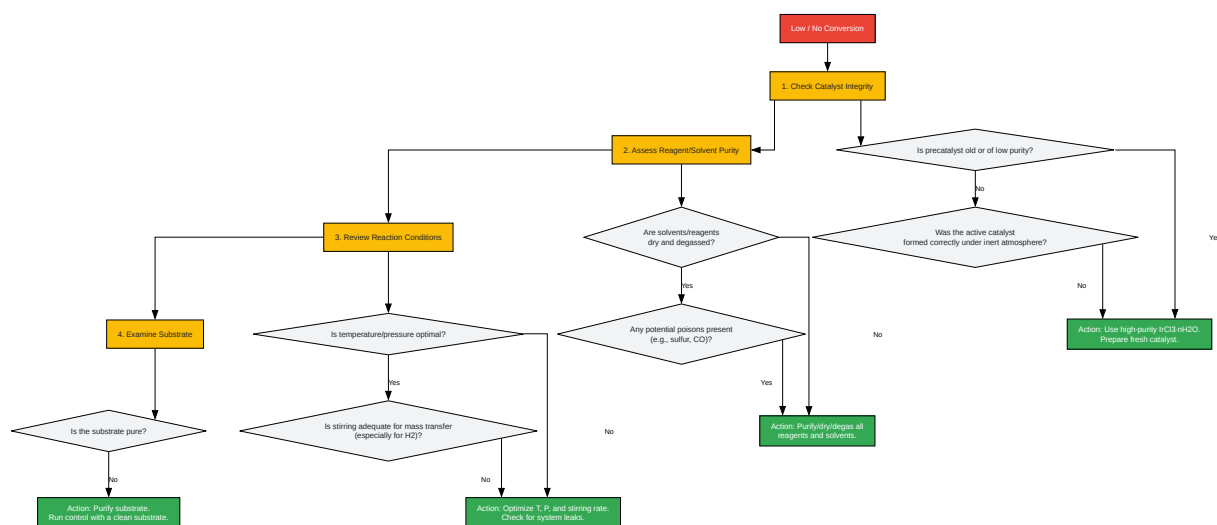 Low / No Conversion
1. Check Catalyst Integrity
2. Assess Reagent/Solvent Purity
Is precatalyst old or of low purity?
No
3. Review Reaction Conditions
Are solvents/reagents
dry and degassed?
Was the active catalyst
formed correctly under inert atmosphere?
Ye
Yes
No
4. Examine Substrate
Is temperature/pressure optimal?
Any potential poisons present
(e.g., sulfur, CO)?
No
Action: Use high-purity IrCl3·nH2O.
Prepare fresh catalyst.
Yes
Yes
Is the substrate pure?
Is stirring adequate for mass transfer
(especially for H2)?
No
Action: Purify/dry/degas all
reagents and solvents.
No
No
Action: Purify substrate.
Run control with a clean substrate.
Action: Optimize T, P, and stirring rate.
Check for system leaks.